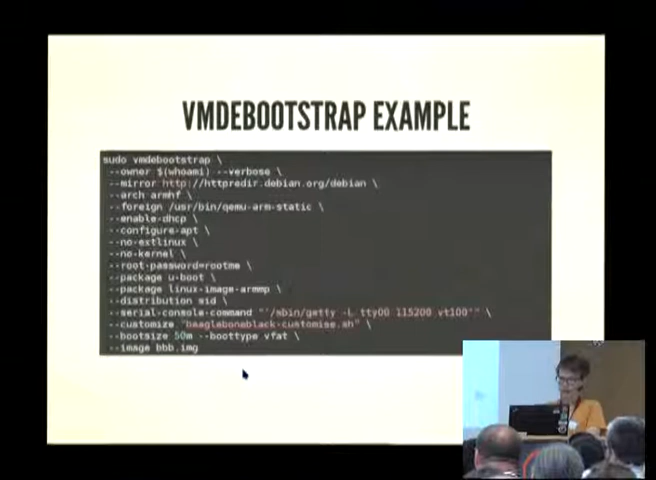 VMDEBOOTSTRAP EXAMPLE
sudo vmdebootstrap \
--owner $(whoami) --verbose \
--mirror http://httpredir.debian.org/debian \
--arch armhf \
--foreign /usr/bin/qemu-arm-static \
--enable-dhcp \
--configure-apt \
--no-extlinux \
--no-kernel \
--root-password=rootme \
--package u-boot \
--package linux-image-armmp \
--distribution sid \
--serial-console-command "'/sbin/getty -L ttyO0 115200 vt100'" \
--customize "beagleboneblack-customise.sh" \
--bootsize 50m --boottype vfat \
--image bbb.img